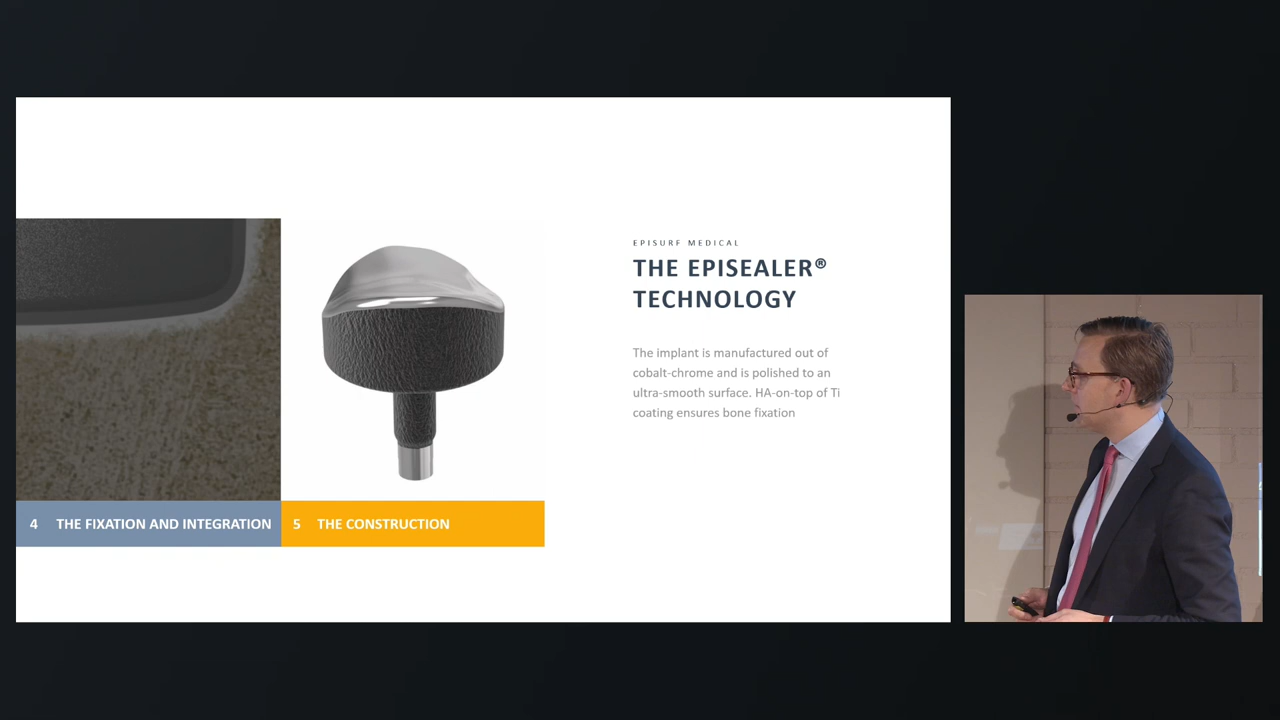 EPISURF MEDICAL
THE EPISEALER®
TECHNOLOGY
The implant is manufactured out of
cobalt-chrome and is polished to an
ultra-smooth surface. HA-on-top of Ti
coating ensures bone fixation
4 THE FIXATION AND INTEGRATION
5 THE CONSTRUCTION